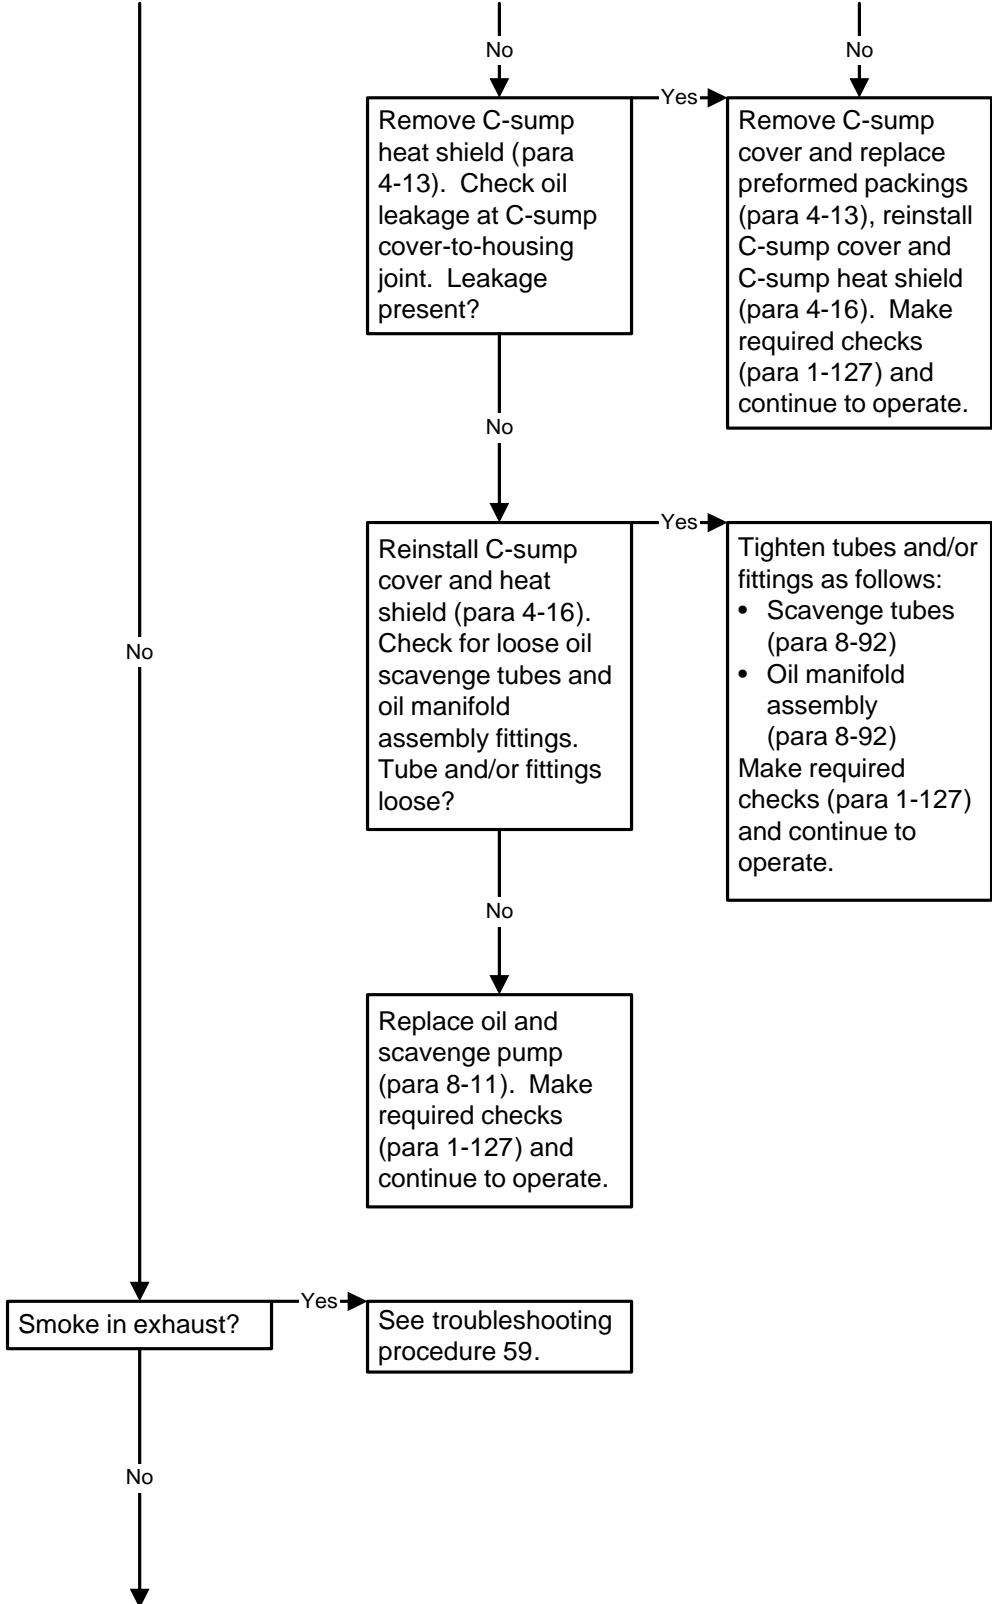 No
No
Yes
Remove C-sump
heat shield (para
4-13).  Check oil
leakage at C-sump
cover-to-housing
joint.  Leakage
present?
Remove C-sump
cover and replace
preformed packings
(para 4-13), reinstall
C-sump cover and
C-sump heat shield
(para 4-16).  Make
required checks
(para 1-127) and
continue to operate.
No
Yes
Reinstall C-sump
cover and heat
shield (para 4-16).
Check for loose oil
scavenge tubes and
oil manifold
assembly fittings.
Tube and/or fittings
loose?
Tighten tubes and/or
fittings as follows:
• Scavenge tubes
(para 8-92)
• Oil manifold
assembly
(para 8-92)
Make required
checks (para 1-127)
and continue to
operate.
No
No
Replace oil and
scavenge pump
(para 8-11).  Make
required checks
(para 1-127) and
continue to operate.
Smoke in exhaust?
Yes
See troubleshooting
procedure 59.
No